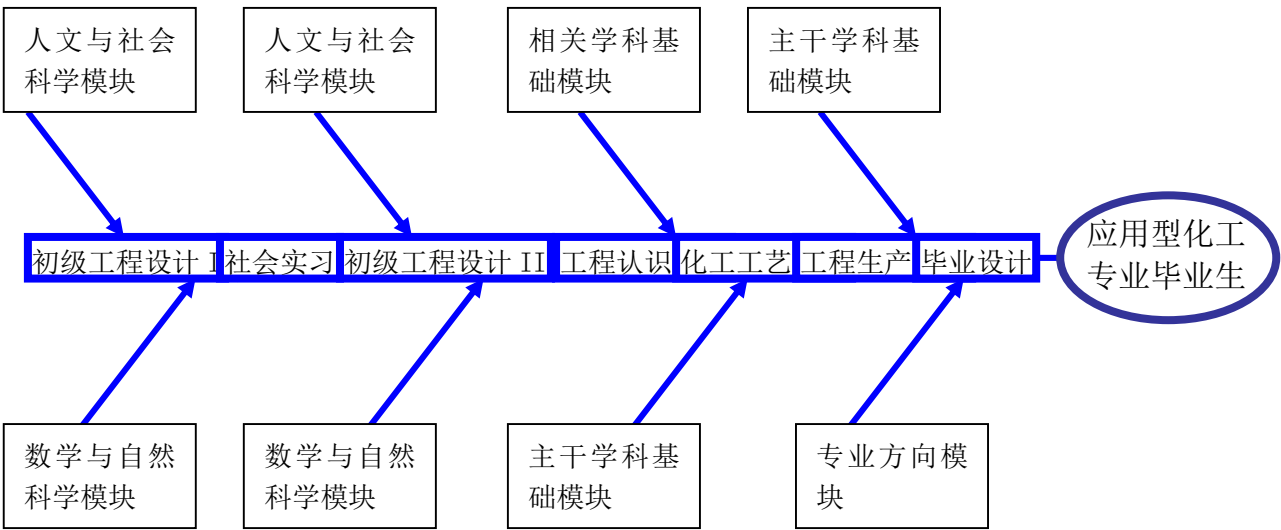 人文与社会
科学模块
人文与社会
科学模块
相关学科基
础模块
主干学科基
础模块
初级工程设计 I
社会实习
初级工程设计 II
工程认识
化工工艺
工程生产
毕业设计
应用型化工
专业毕业生
数学与自然
科学模块
数学与自然
科学模块
主干学科基
础模块
专业方向模
块